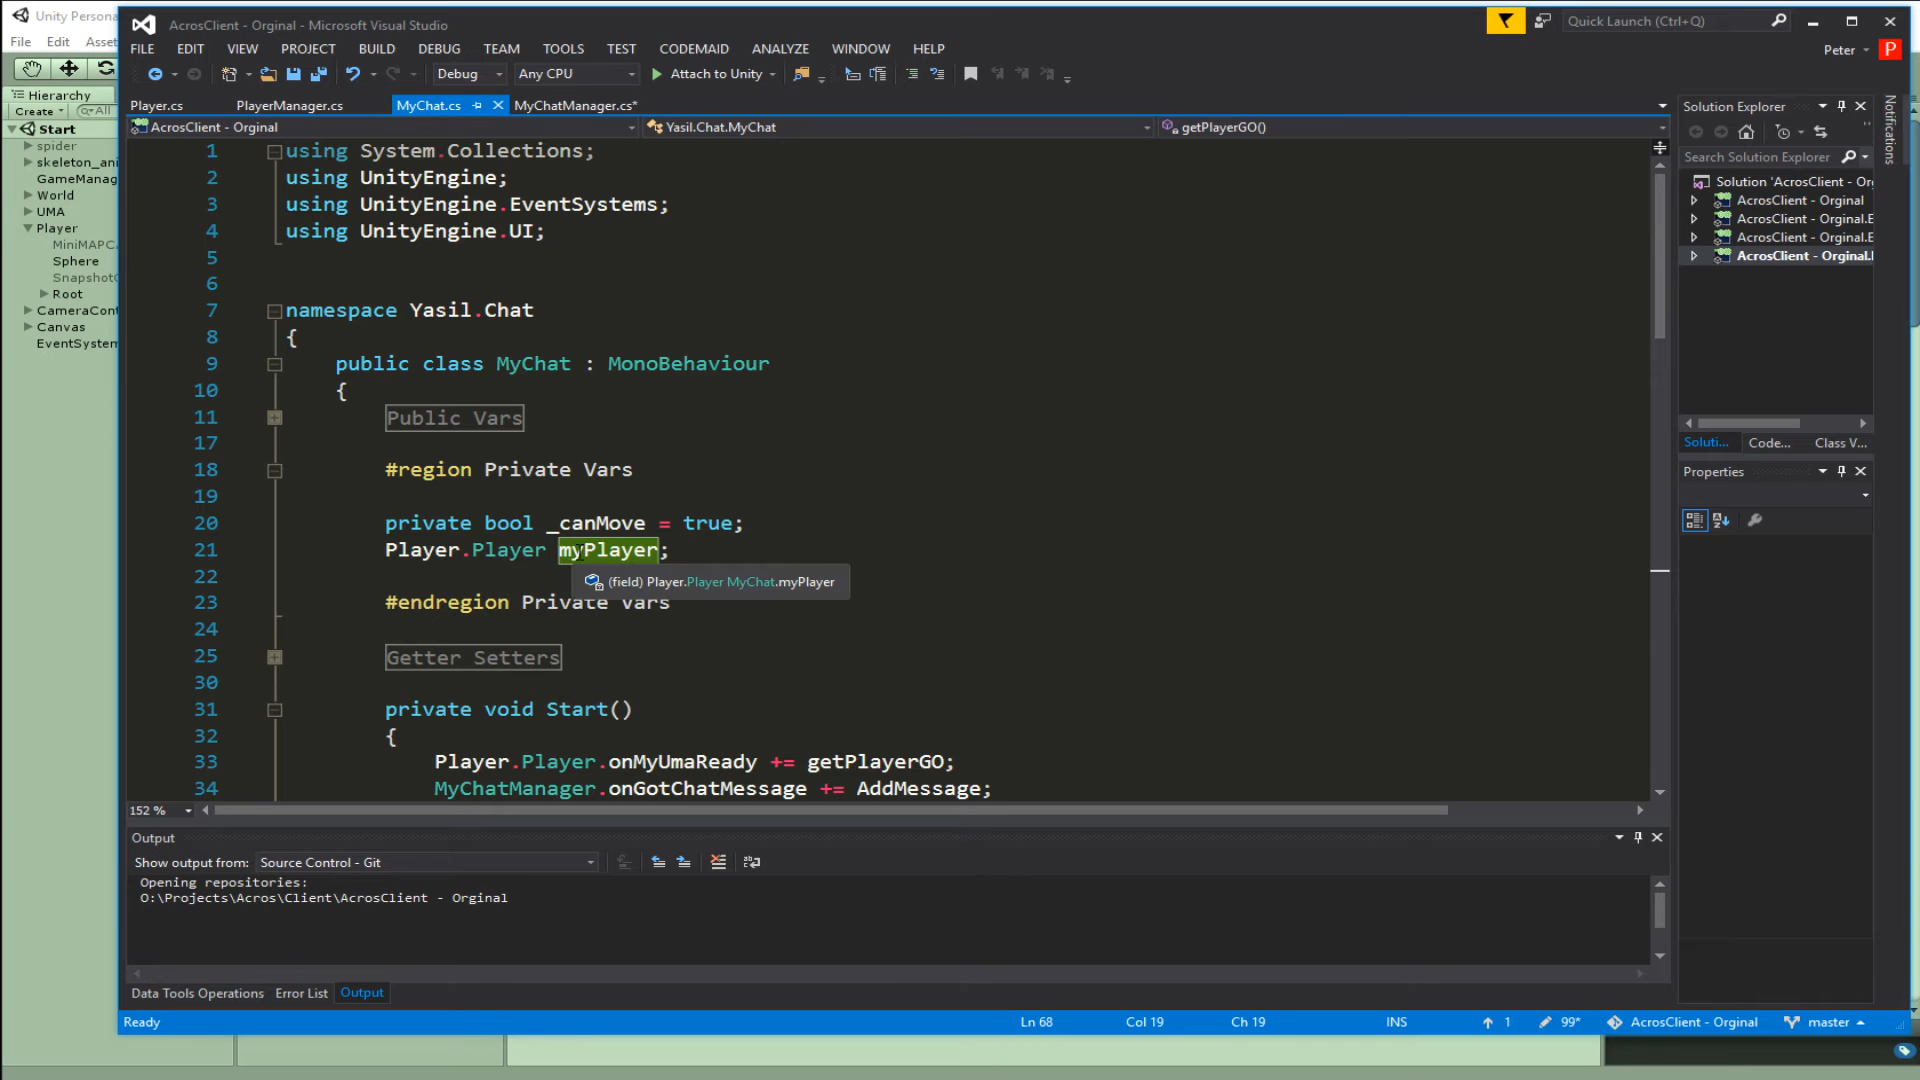 Unity Persona
File Edit Asset
Hierarchy
Create All
Start
spider
skeleton_ani
GameManag
World
UMA
Player
MiniMAPCa
Sphere
Snapshot
Root
CameraCont
Canvas
EventSystem
AcrosClient - Orginal - Microsoft Visual Studio
Quick Launch (Ctrl+Q)
FILE EDIT VIEW PROJECT BUILD DEBUG TEAM TOOLS TEST CODEMAID ANALYZE WINDOW HELP
Peter P
Debug Any CPU Attach to Unity
Player.cs PlayerManager.cs MyChat.cs MyChatManager.cs*
AcrosClient - Orginal Yasil.Chat.MyChat getPlayerGO()
1 using System.Collections;
2 using UnityEngine;
3 using UnityEngine.EventSystems;
4 using UnityEngine.UI;
5
6
7 namespace Yasil.Chat
8 {
9 public class MyChat : MonoBehaviour
10 {
11 Public Vars
17
18 #region Private Vars
19
20 private bool _canMove = true;
21 Player.Player myPlayer;
22 (field) Player.Player MyChat.myPlayer
23 #endregion Private Vars
24
25 Getter Setters
30
31 private void Start()
32 {
33 Player.Player.onMyUmaReady += getPlayerGO;
34 MyChatManager.onGotChatMessage += AddMessage;
152 %
Output
Show output from: Source Control - Git
Opening repositories:
O:\Projects\Acros\Client\AcrosClient - Orginal
Data Tools Operations Error List Output
Ready Ln 68 Col 19 Ch 19 INS 1 99* AcrosClient - Orginal master
Solution Explorer
Search Solution Explorer
Solution 'AcrosClient - Or
AcrosClient - Orginal
AcrosClient - Orginal.E
AcrosClient - Orginal.E
AcrosClient - Orginal.
Soluti... Code... Class V...
Properties
Notifications